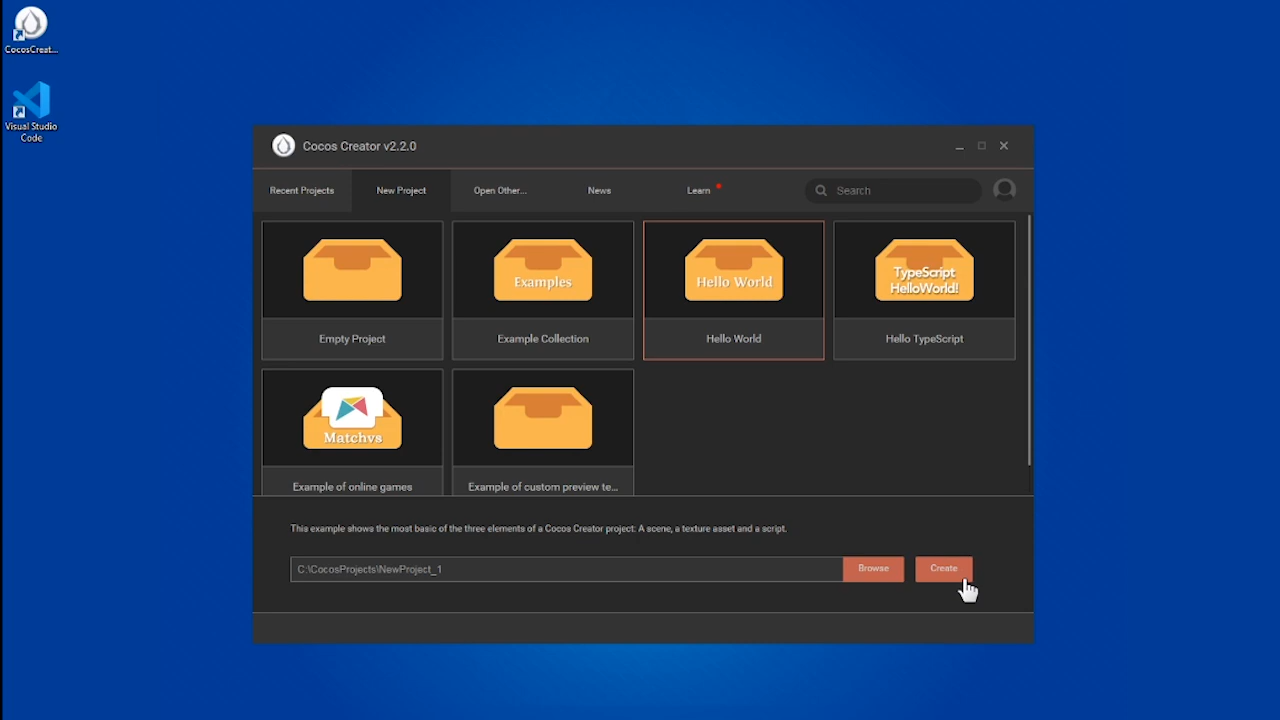 CocosCreat...
Visual Studio
Code
Cocos Creator v2.2.0
Recent Projects
New Project
Open Other...
News
Learn
Search
Examples
Hello World
TypeScript
HelloWorld!
Empty Project
Example Collection
Hello World
Hello TypeScript
Matchvs
Example of online games
Example of custom preview te...
This example shows the most basic of the three elements of a Cocos Creator project: A scene, a texture asset and a script.
C:\CocosProjects\NewProject_1
Browse
Create